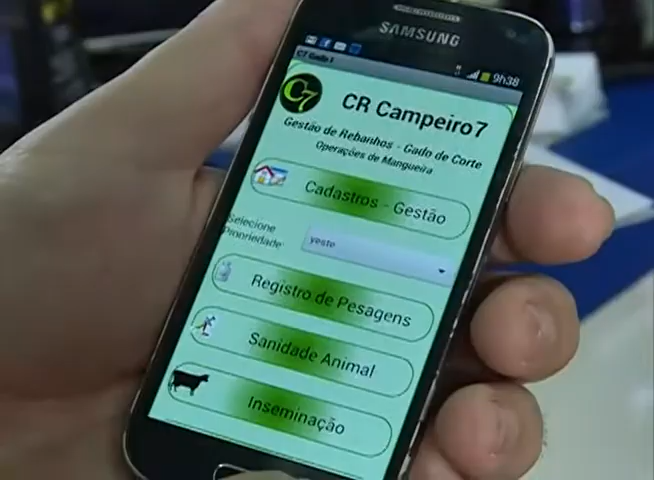 SAMSUNG
9h38
C7 Gado 1
C7
CR Campeiro7
Gestão de Rebanhos - Gado de Corte
Operações de Mangueira
Cadastros - Gestão
Selecione
Propriedade:
yeste
Registro de Pesagens
Sanidade Animal
Inseminação